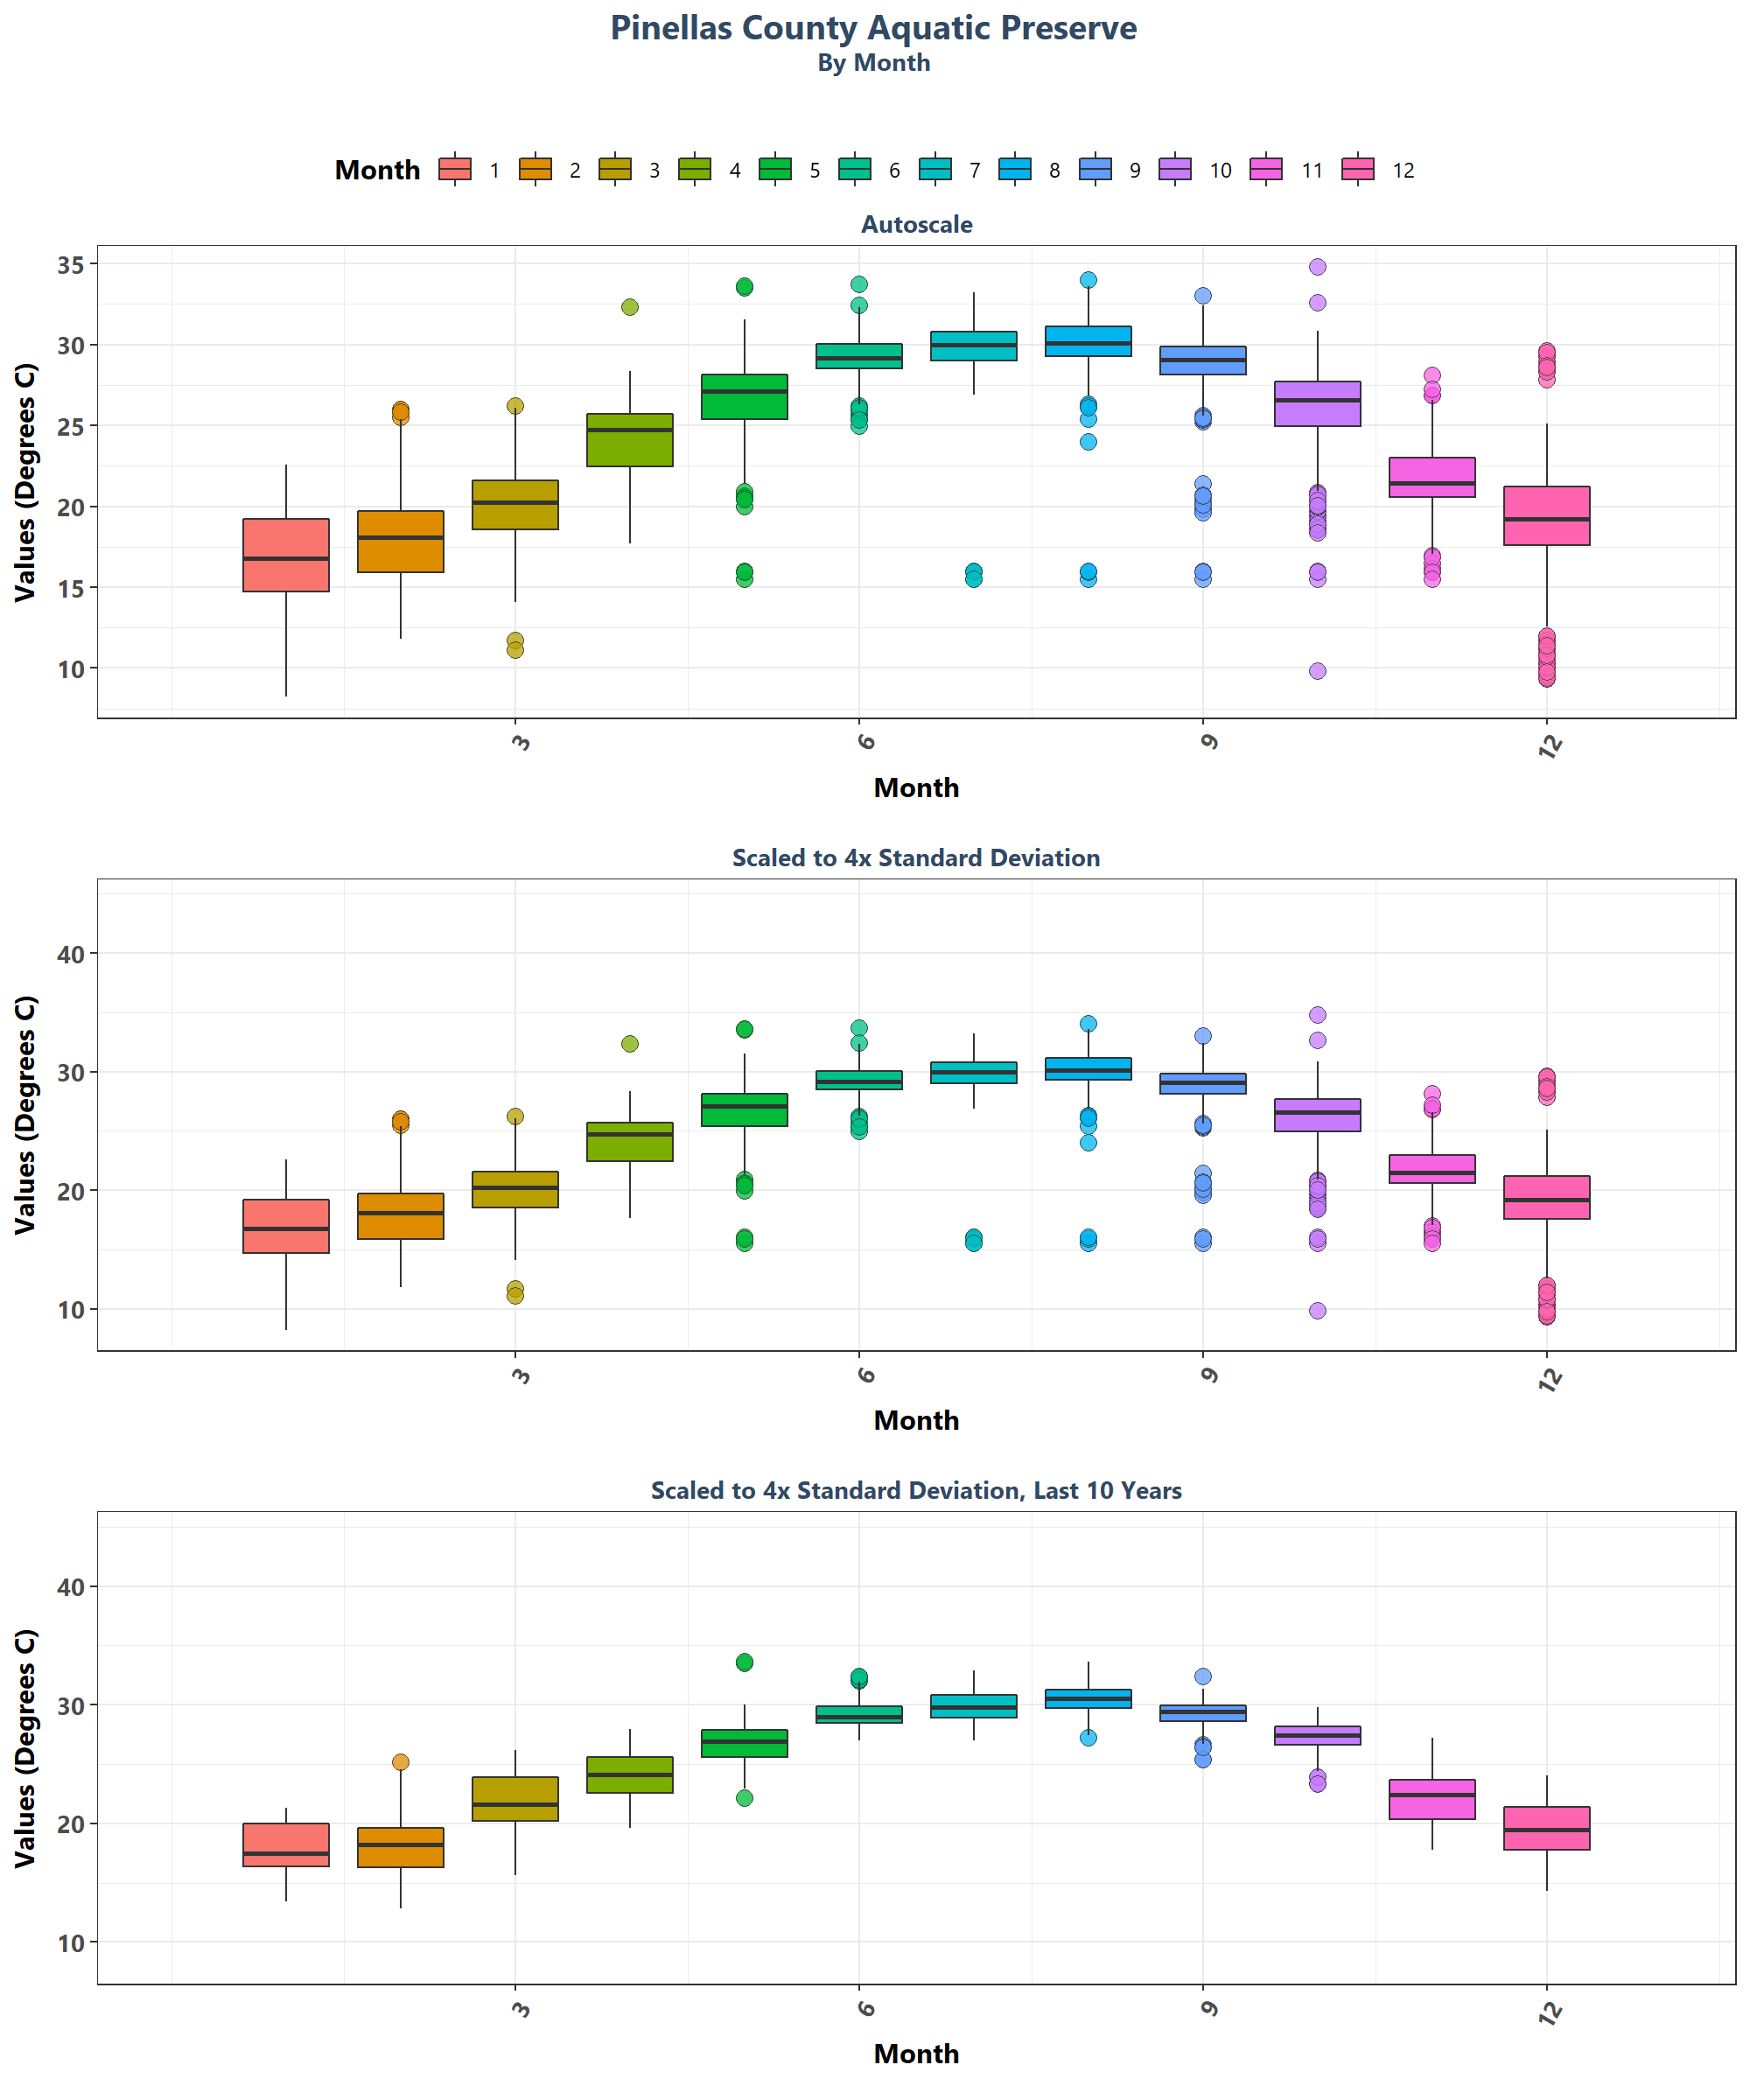 Pinellas County Aquatic Preserve
By Month
Month 1 2 3 4 5 6 7 8 9 10 11 12
Autoscale
Values (Degrees C)
35
30
25
20
15
10
3 6 9 12
Month
Scaled to 4x Standard Deviation
Values (Degrees C)
40
30
20
10
3 6 9 12
Month
Scaled to 4x Standard Deviation, Last 10 Years
Values (Degrees C)
40
30
20
10
3 6 9 12
Month